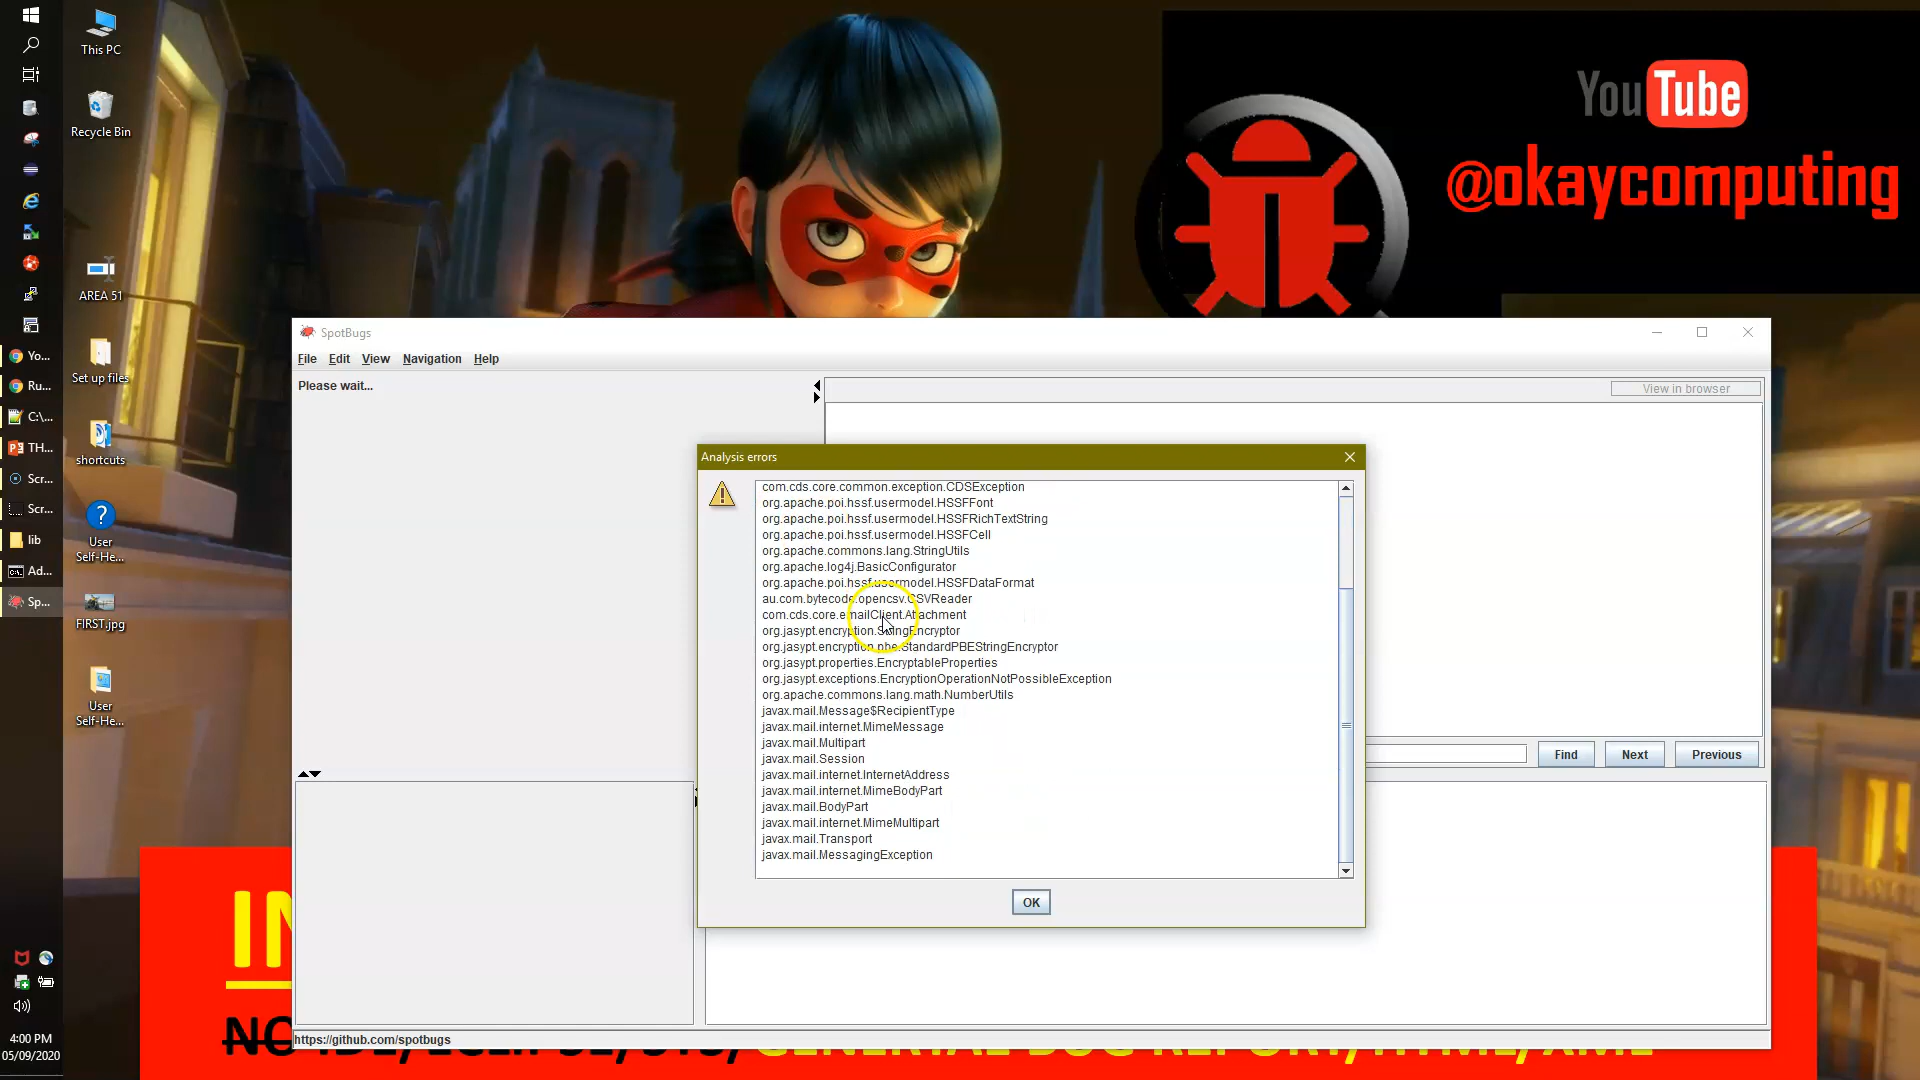 This PC
Recycle Bin
AREA 51
Set up files
shortcuts
User
Self-He...
FIRST.jpg
User
Self-He...
Yo...
Ru...
C:\...
TH...
Scr...
Scr...
lib
Ad...
Sp...
4:00 PM
05/09/2020
YouTube
@okaycomputing
SpotBugs
File Edit View Navigation Help
Please wait...
View in browser
Analysis errors
com.cds.core.common.exception.CDSException
org.apache.poi.hssf.usermodel.HSSFFont
org.apache.poi.hssf.usermodel.HSSFRichTextString
org.apache.poi.hssf.usermodel.HSSFCell
org.apache.commons.lang.StringUtils
org.apache.log4j.BasicConfigurator
org.apache.poi.hssf.usermodel.HSSFDataFormat
au.com.bytecode.opencsv.CSVReader
com.cds.core.emailClient.Attachment
org.jasypt.encryption.StringEncryptor
org.jasypt.encryption.pbe.StandardPBEStringEncryptor
org.jasypt.properties.EncryptableProperties
org.jasypt.exceptions.EncryptionOperationNotPossibleException
org.apache.commons.lang.math.NumberUtils
javax.mail.Message$RecipientType
javax.mail.internet.MimeMessage
javax.mail.Multipart
javax.mail.Session
javax.mail.internet.InternetAddress
javax.mail.internet.MimeBodyPart
javax.mail.BodyPart
javax.mail.internet.MimeMultipart
javax.mail.Transport
javax.mail.MessagingException
OK
Find Next Previous
https://github.com/spotbugs